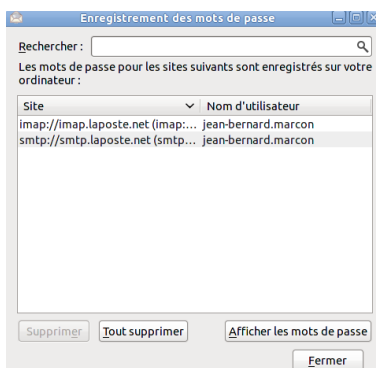 Enregistrement des mots de passe
Rechercher :
Les mots de passe pour les sites suivants sont enregistrés sur votre
ordinateur :
Site Nom d'utilisateur
imap://imap.laposte.net (imap:... jean-bernard.marcon
smtp://smtp.laposte.net (smtp... jean-bernard.marcon
Supprimer Tout supprimer Afficher les mots de passe
Fermer